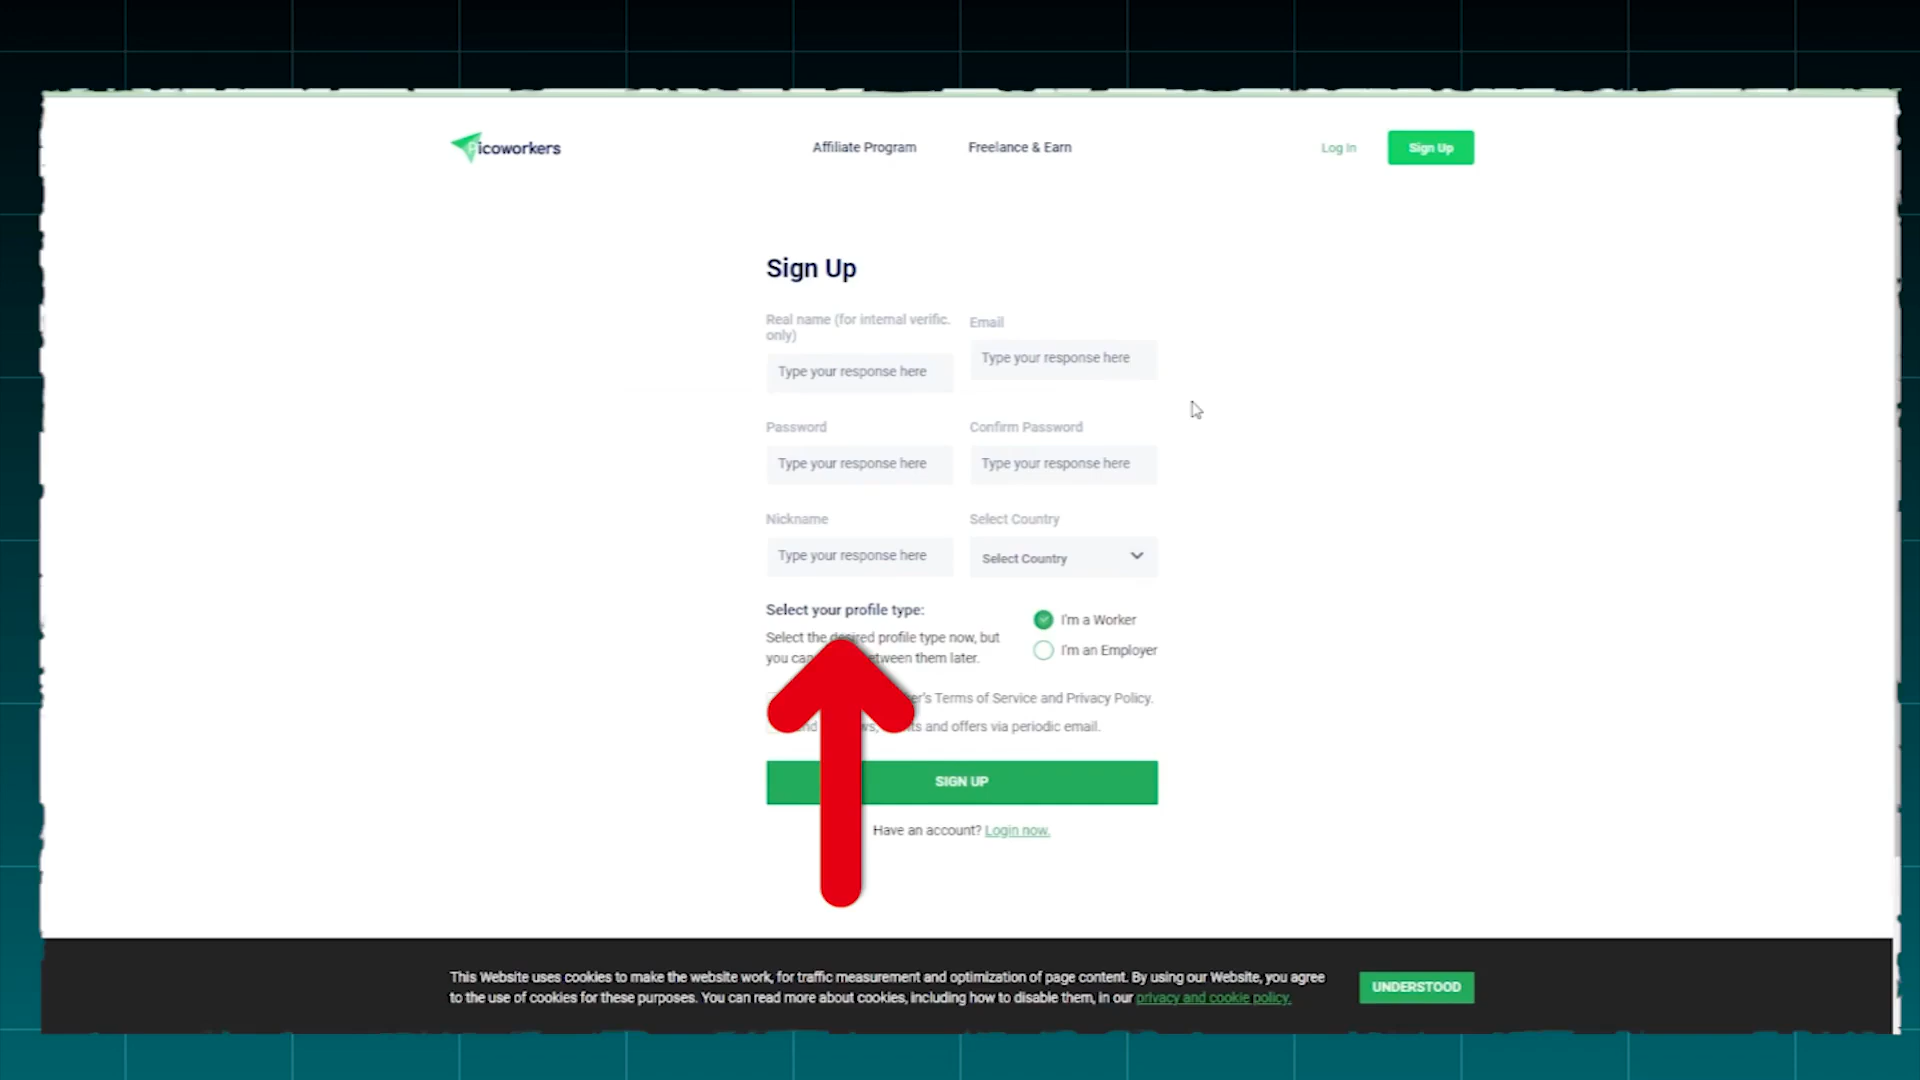 Picoworkers
Affiliate Program
Freelance & Earn
Log In
Sign Up
Sign Up
Real name (for internal verific.
only)
Email
Type your response here
Type your response here
Password
Confirm Password
Type your response here
Type your response here
Nickname
Select Country
Type your response here
Select Country
Select your profile type:
Select the desired profile type now, but
you can between them later.
I'm a Worker
I'm an Employer
Terms of Service and Privacy Policy.
and offers via periodic email.
SIGN UP
Have an account? Login now.
This Website uses cookies to make the website work, for traffic measurement and optimization of page content. By using our Website, you agree
to the use of cookies for these purposes. You can read more about cookies, including how to disable them, in our privacy and cookie policy.
UNDERSTOOD